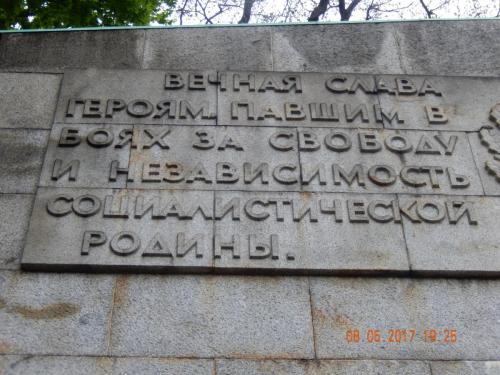 ВЕЧНАЯ СЛАВА
ГЕРОЯМ, ПАВШИМ В
БОЯХ ЗА СВОБОДУ
И НЕЗАВИСИМОСТЬ
СОЦИАЛИСТИЧЕСКОЙ
РОДИНЫ.
08.05.2017 19:25